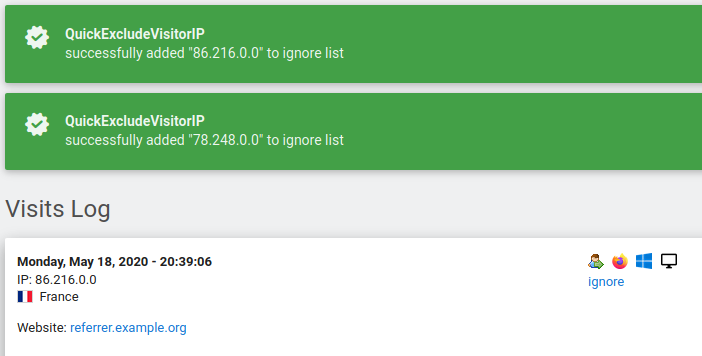 QuickExcludeVisitorIP
successfully added "86.216.0.0" to ignore list
QuickExcludeVisitorIP
successfully added "78.248.0.0" to ignore list
Visits Log
Monday, May 18, 2020 - 20:39:06
IP: 86.216.0.0
France
ignore
Website: referrer.example.org